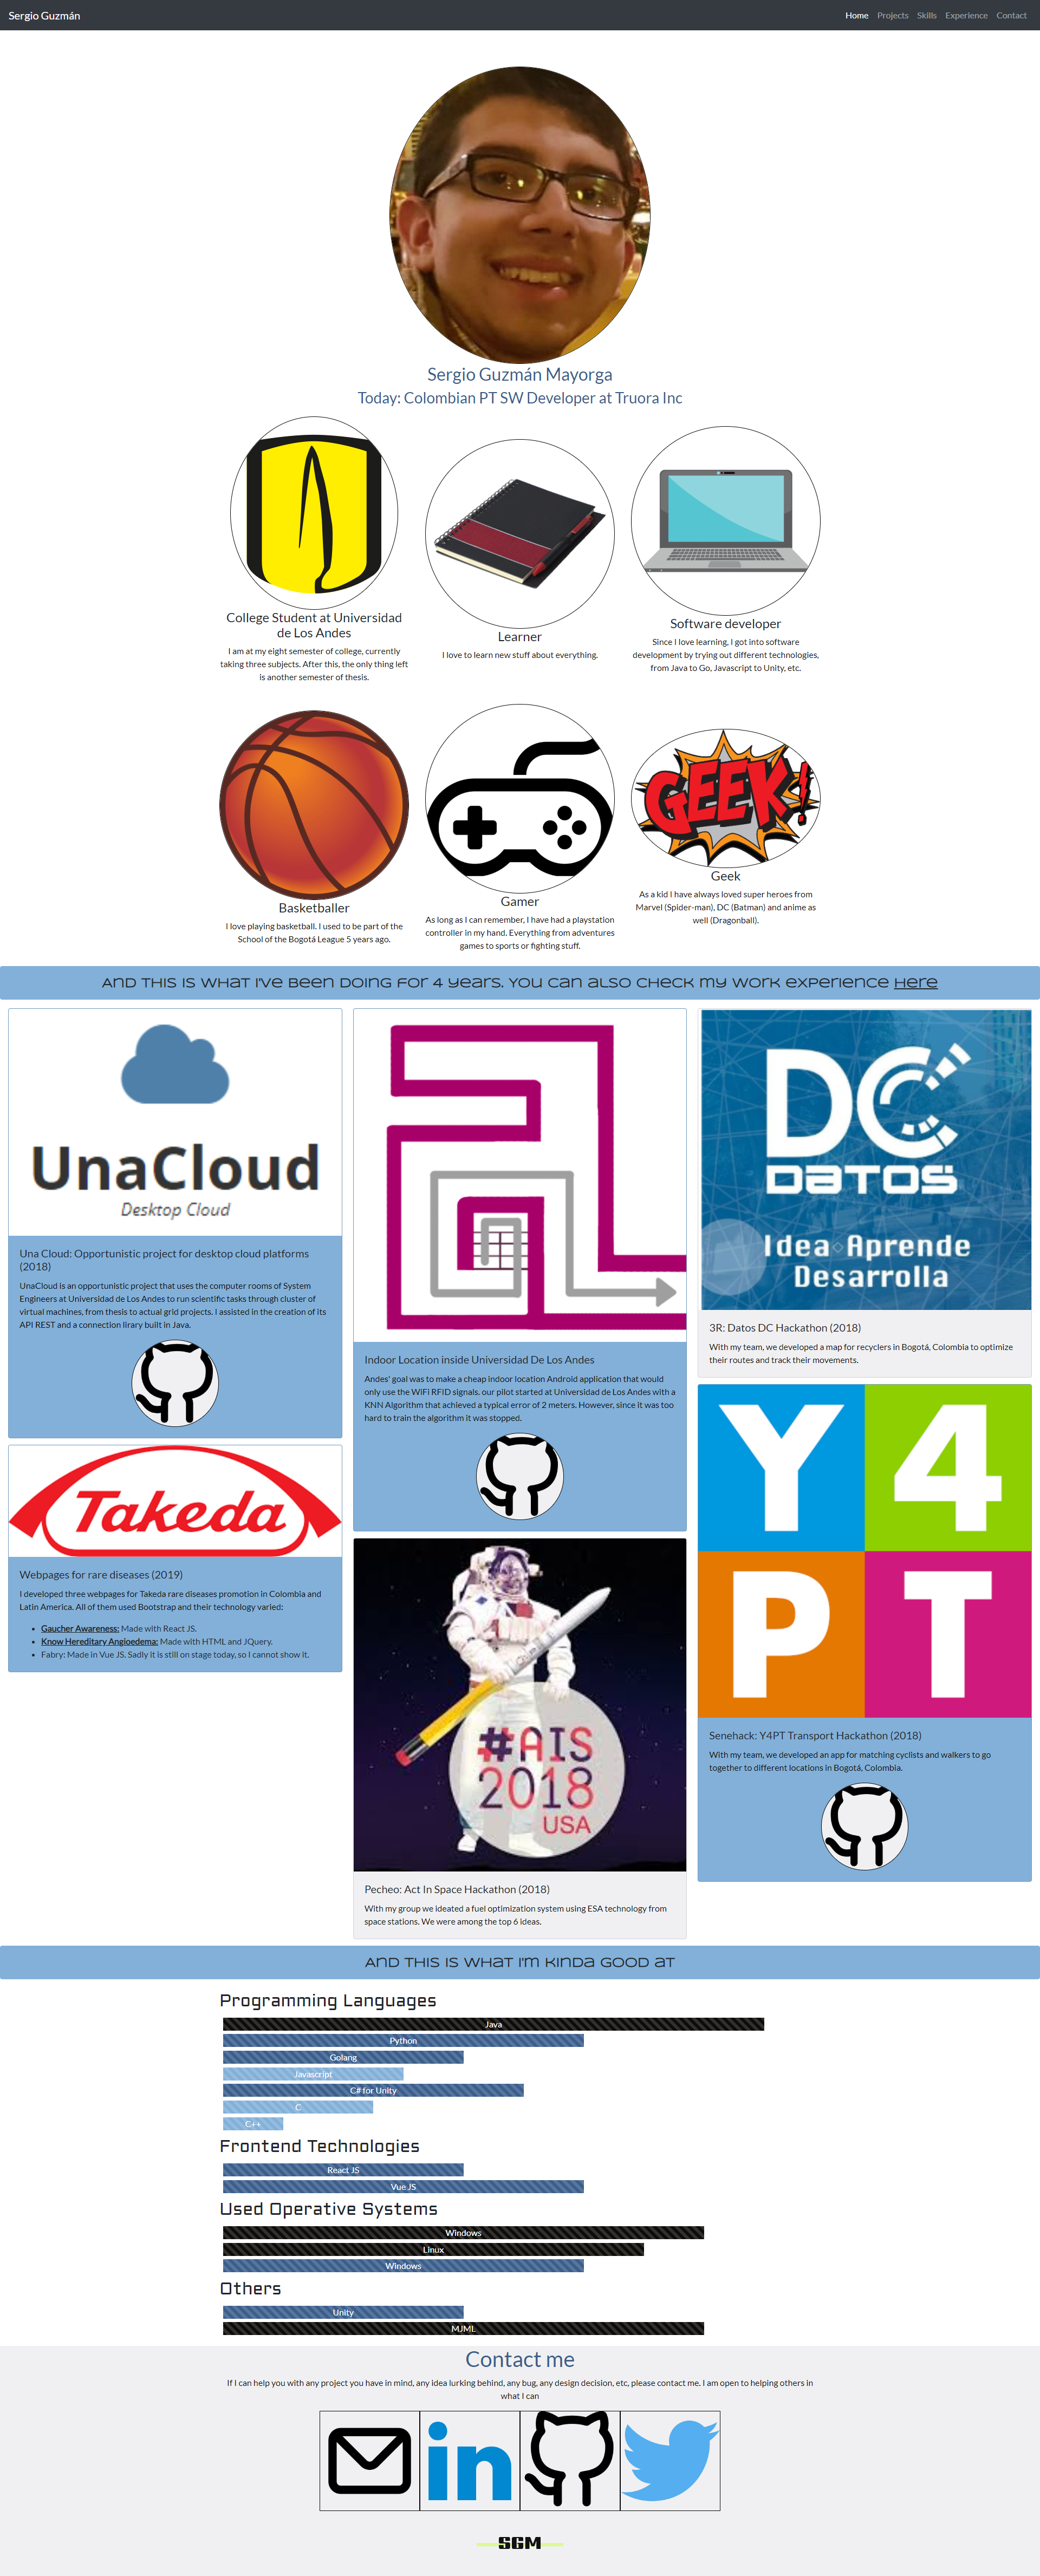 Sergio Guzmán
Home Projects Skills Experience Contact
Sergio Guzmán Mayorga
Today: Colombian PT SW Developer at Truora Inc
College Student at Universidad
de Los Andes
I am at my eight semester of college, currently
taking three subjects. After this, the only thing left
is another semester of thesis.
Learner
I love to learn new stuff about everything.
Software developer
Since I love learning, I got into software
development by trying out different technologies,
from Java to Go, Javascript to Unity, etc.
Basketballer
I love playing basketball. I used to be part of the
School of the Bogotá League 5 years ago.
Gamer
As long as I can remember, I have had a playstation
controller in my hand. Everything from adventures
games to sports or fighting stuff.
GEEK!
Geek
As a kid I have always loved super heroes from
Marvel (Spider-man), DC (Batman) and anime as
well (Dragonball).
And this is what I've been doing for 4 years. You can also check my work experience Here
UnaCloud
Desktop Cloud
Una Cloud: Opportunistic project for desktop cloud platforms
(2018)
UnaCloud is an opportunistic project that uses the computer rooms of System
Engineers at Universidad de Los Andes to run scientific tasks through cluster of
virtual machines, from thesis to actual grid projects. I assisted in the creation of its
API REST and a connection lirary built in Java.
Takeda
Webpages for rare diseases (2019)
I developed three webpages for Takeda rare diseases promotion in Colombia and
Latin America. All of them used Bootstrap and their technology varied:
Gaucher Awareness: Made with React JS.
Know Hereditary Angioedema: Made with HTML and JQuery.
Fabry: Made in Vue JS. Sadly it is still on stage today, so I cannot show it.
Indoor Location inside Universidad De Los Andes
Andes' goal was to make a cheap indoor location Android application that would
only use the WiFi RFID signals. our pilot started at Universidad de Los Andes with a
KNN Algorithm that achieved a typical error of 2 meters. However, since it was too
hard to train the algorithm it was stopped.
#AIS
2018
USA
Pecheo: Act In Space Hackathon (2018)
With my group we ideated a fuel optimization system using ESA technology from
space stations. We were among the top 6 ideas.
DC
DATOS
Idea Aprende
Desarrolla
3R: Datos DC Hackathon (2018)
With my team, we developed a map for recyclers in Bogotá, Colombia to optimize
their routes and track their movements.
Y4
PT
Senehack: Y4PT Transport Hackathon (2018)
With my team, we developed an app for matching cyclists and walkers to go
together to different locations in Bogotá, Colombia.
And this is what I'm kinda good at
Programming Languages
Java
Python
Golang
Javascript
C# for Unity
C
C++
Frontend Technologies
React JS
Vue JS
Used Operative Systems
Windows
Linux
Windows
Others
Unity
MJML
Contact me
If I can help you with any project you have in mind, any idea lurking behind, any bug, any design decision, etc, please contact me. I am open to helping others in
what I can
in
SGM